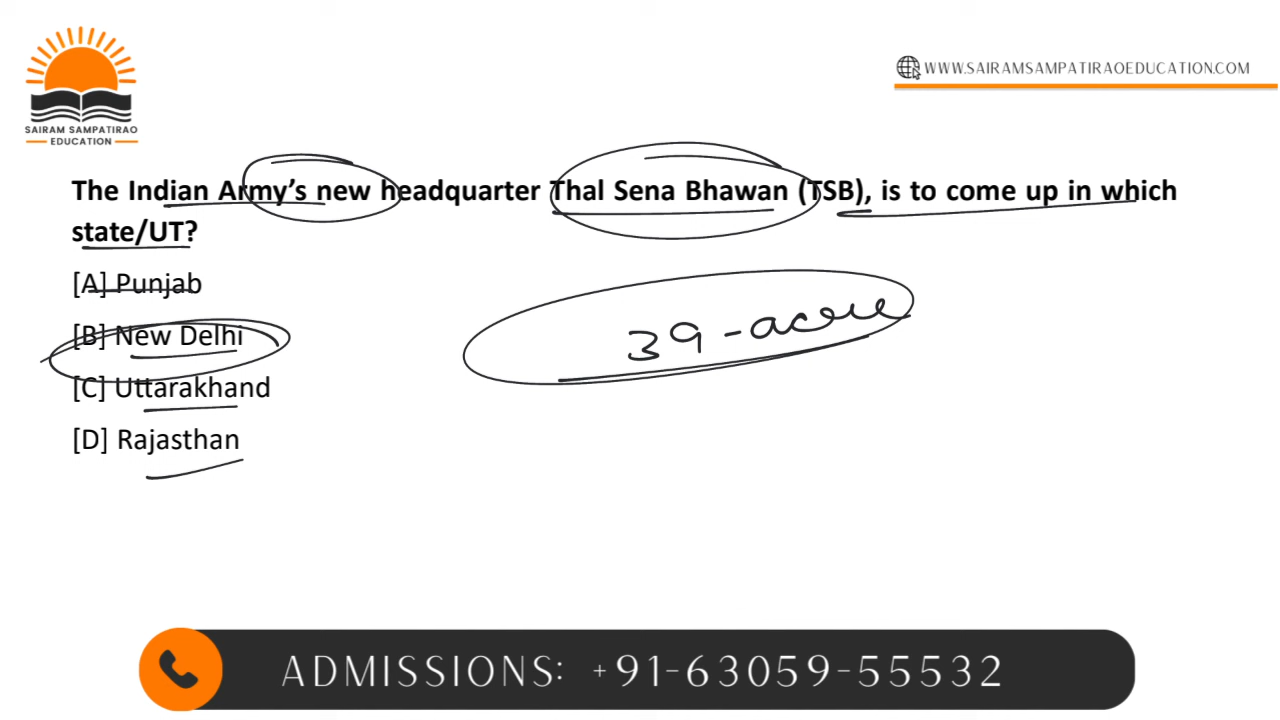 SAIRAM SAMPATIRAO
EDUCATION
WWW.SAIRAMSAMPATIRAOEDUCATION.COM
The Indian Army's new headquarter Thal Sena Bhawan (TSB), is to come up in which
state/UT?
[A] Punjab
[B] New Delhi
39-acre
[C] Uttarakhand
[D] Rajasthan
ADMISSIONS: +91-63059-55532